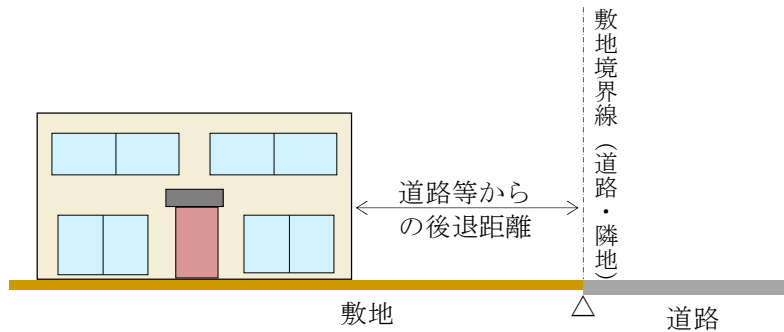 敷地境界線（道路・隣地）
道路等から
の後退距離
敷地
道路